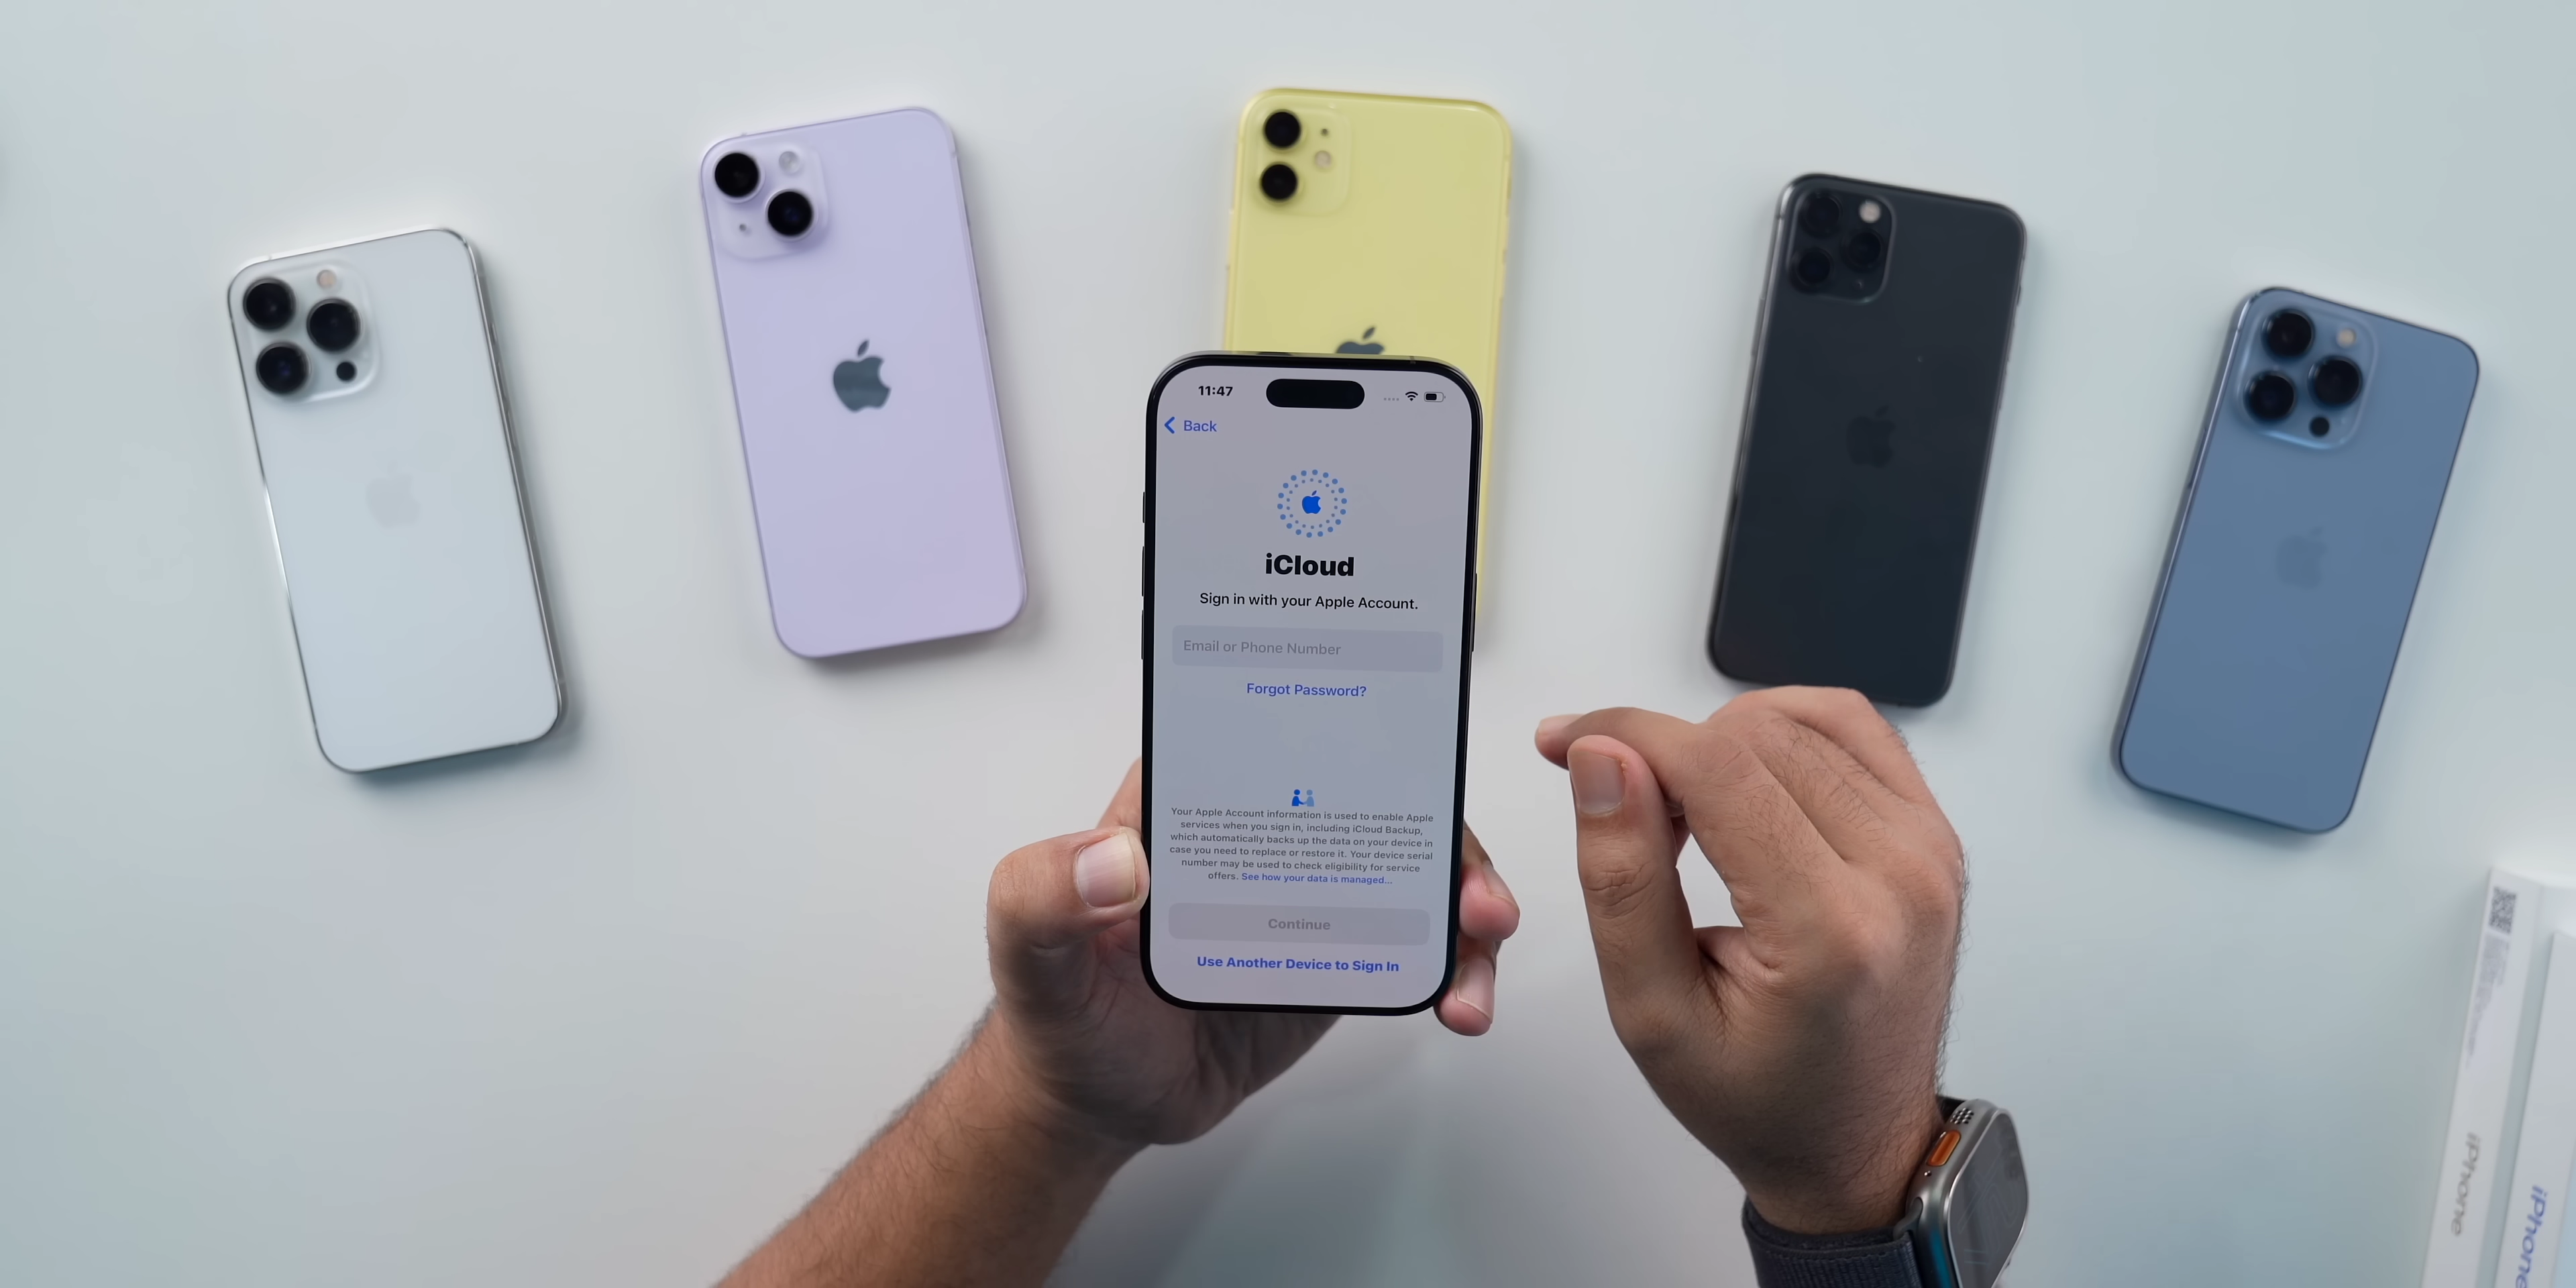 11:47
Back
iCloud
Sign in with your Apple Account.
Email or Phone Number
Forgot Password?
Your Apple Account information is used to enable Apple
services when you sign in, including iCloud Backup,
which automatically backs up the data on your device in
case you need to replace or restore it. Your device serial
number may be used to check eligibility for service
offers. See how your data is managed...
Continue
Use Another Device to Sign In
iPhone
iPhone